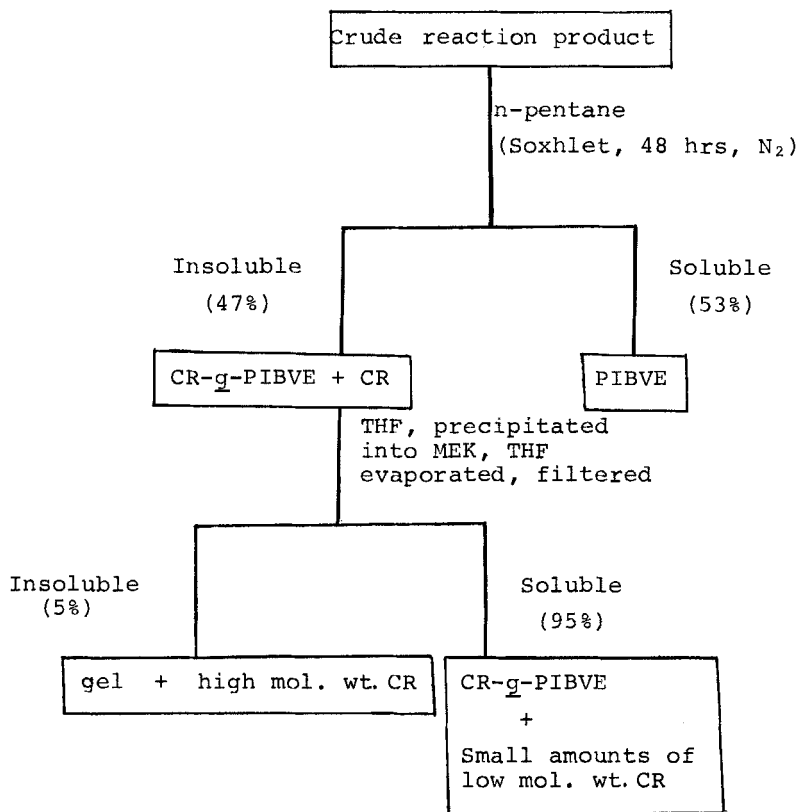 Crude reaction product
n-pentane
(Soxhlet, 48 hrs, N₂)
Insoluble
(47%)
Soluble
(53%)
CR-g-PIBVE + CR
PIBVE
THF, precipitated
into MEK, THF
evaporated, filtered
Insoluble
(5%)
Soluble
(95%)
gel + high mol. wt. CR
CR-g-PIBVE
+
Small amounts of
low mol. wt. CR